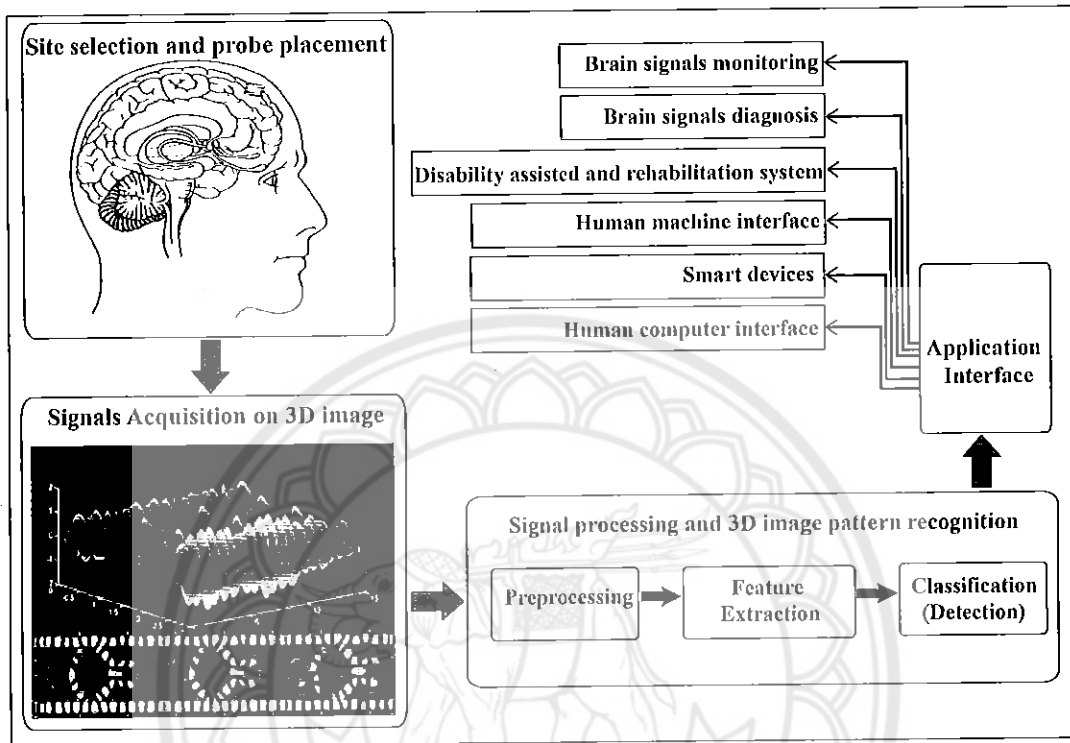 Site selection and probe placement
Brain signals monitoring
Brain signals diagnosis
Disability assisted and rehabilitation system
Human machine interface
Smart devices
Human computer interface
Application
Interface
Signals Acquisition on 3D image
Signal processing and 3D image pattern recognition
Preprocessing
Feature
Extraction
Classification
(Detection)